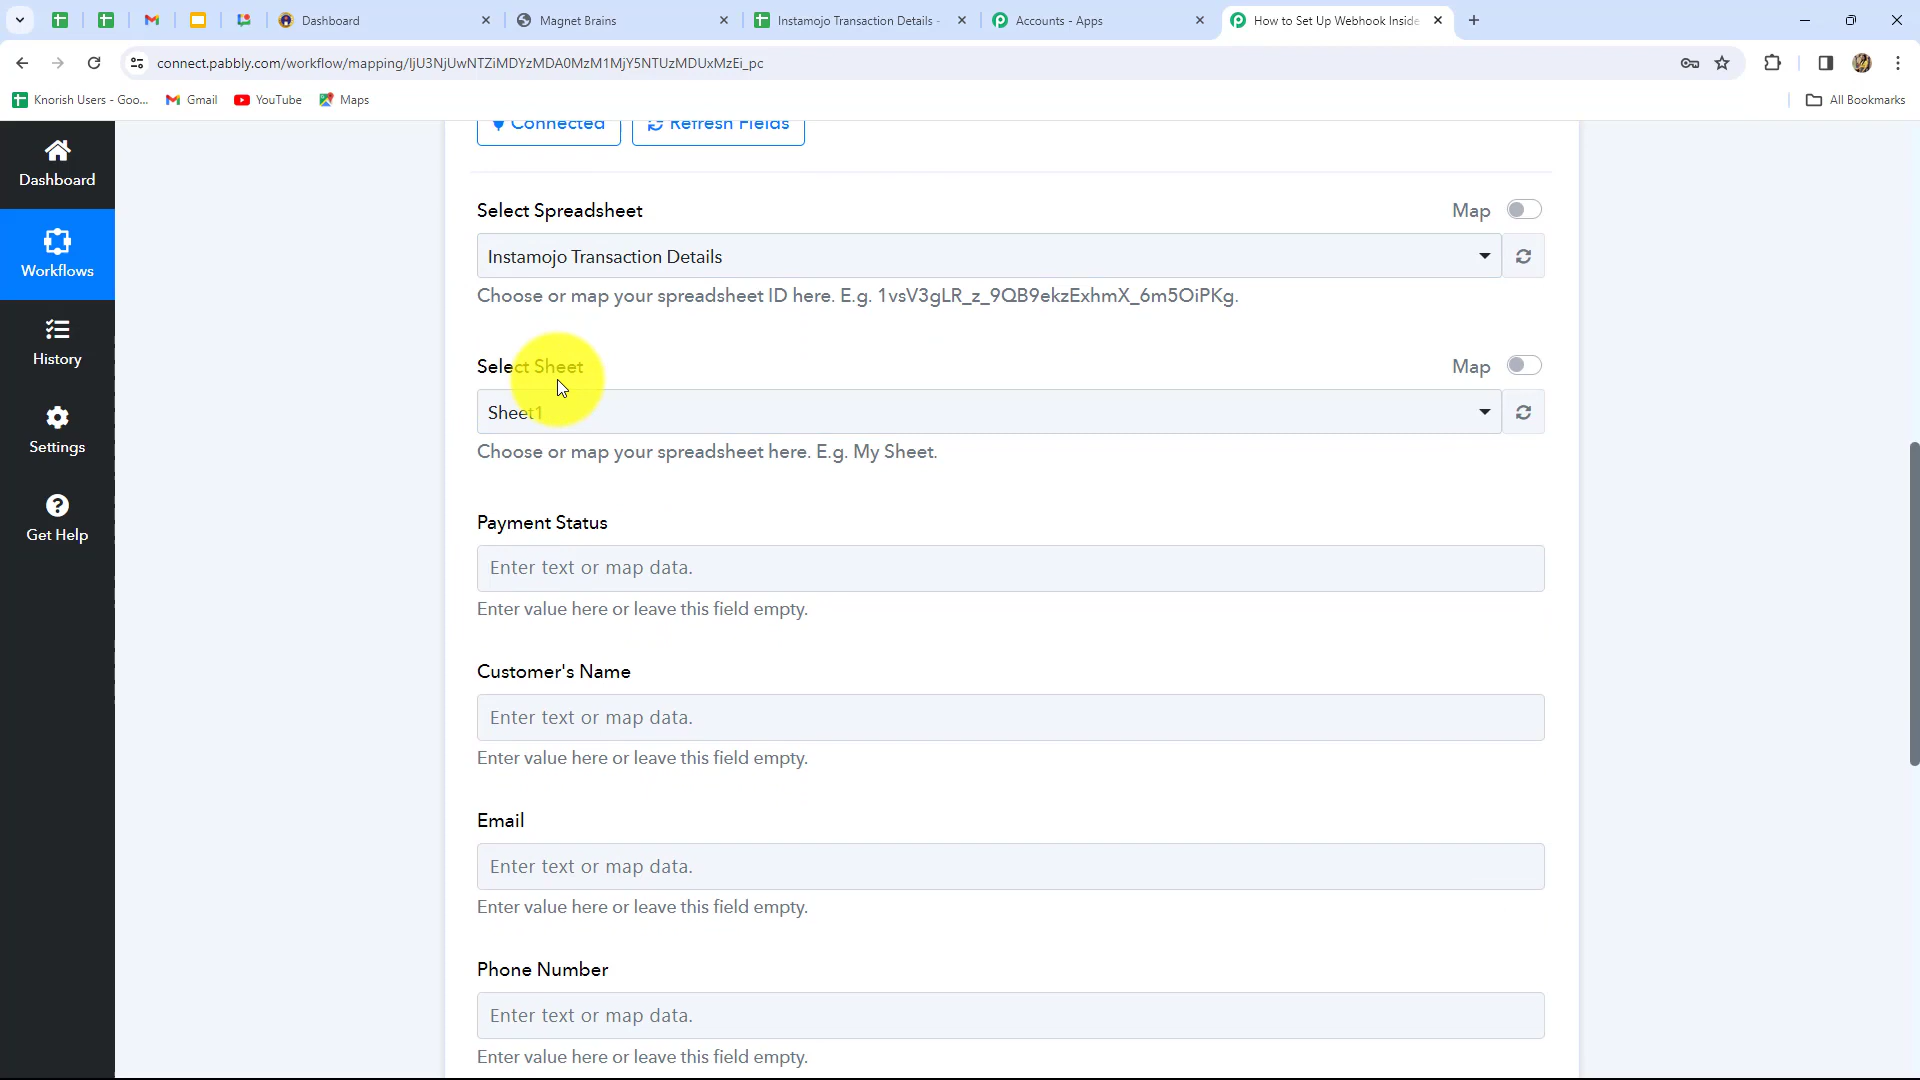 Dashboard
Magnet Brains
Instamojo Transaction Details -
Accounts - Apps
How to Set Up Webhook Inside
connect.pabbly.com/workflow/mapping/IjU3NjUwNTZiMDYzMDA0MzM1MjY5NTUzMDUxMzEi_pc
Knorish Users - Goo...
Gmail
YouTube
Maps
All Bookmarks
Dashboard
Workflows
History
Settings
Get Help
Connected
Refresh Fields
Select Spreadsheet
Map
Instamojo Transaction Details
Choose or map your spreadsheet ID here. E.g. 1vsV3gLR_z_9QB9ekzExhmX_6m5OiPKg.
Select Sheet
Map
Sheet1
Choose or map your spreadsheet here. E.g. My Sheet.
Payment Status
Enter text or map data.
Enter value here or leave this field empty.
Customer's Name
Enter text or map data.
Enter value here or leave this field empty.
Email
Enter text or map data.
Enter value here or leave this field empty.
Phone Number
Enter text or map data.
Enter value here or leave this field empty.